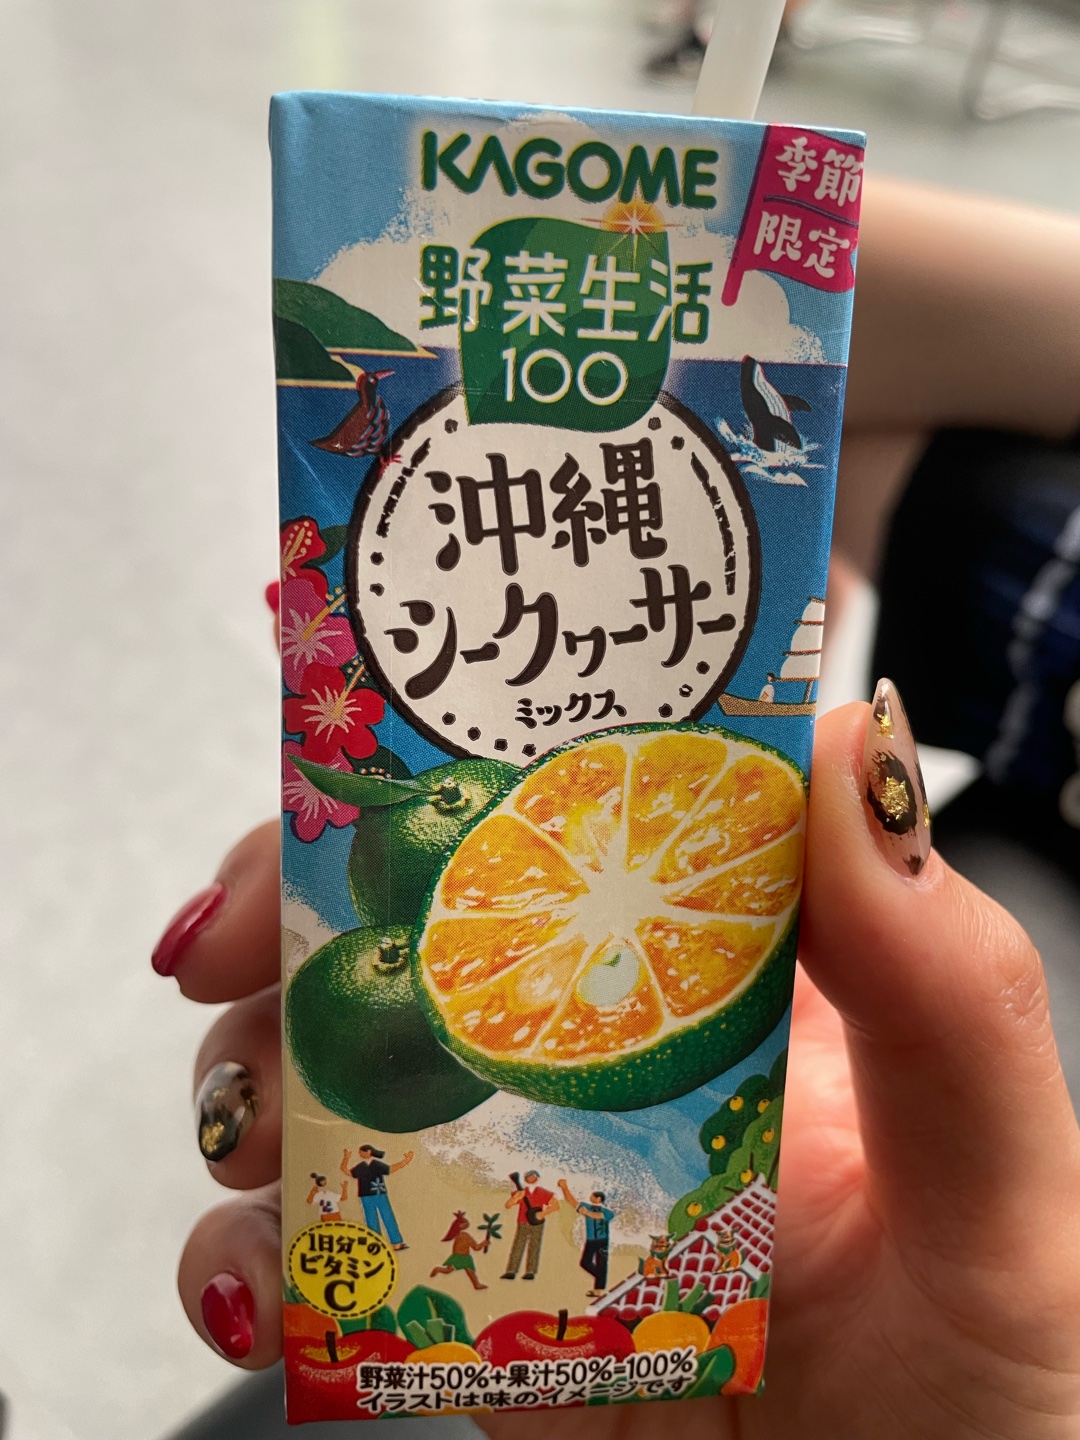 KAGOME
季節
限定
野菜生活
100
沖縄
シークヮーサー
ミックス
1日分※の
ビタミン
C
野菜汁50%+果汁50%=100%
イラストは味のイメージです